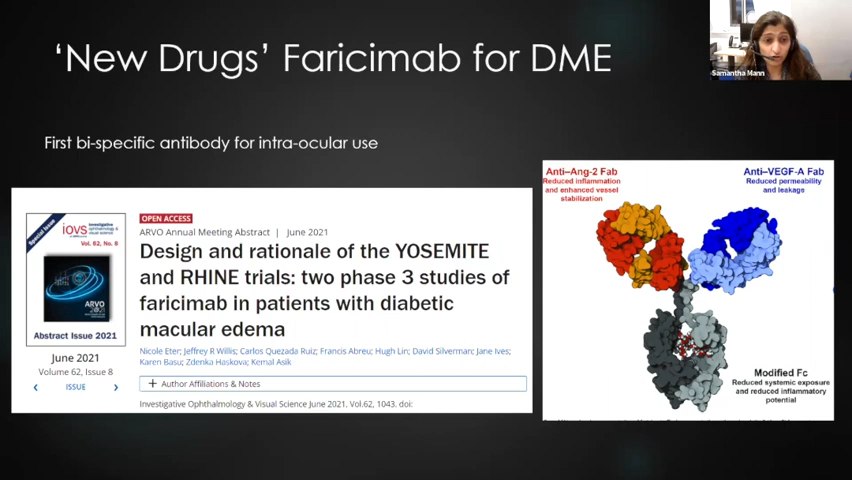 ‘New Drugs’ Faricimab for DME
Samantha Mann
First bi-specific antibody for intra-ocular use
Special Issue
iovs
Vol. 62, No. 8
ARVO
2021
Abstract Issue 2021
June 2021
Volume 62, Issue 8
‹ ISSUE ›
OPEN ACCESS
ARVO Annual Meeting Abstract | June 2021
Design and rationale of the YOSEMITE
and RHINE trials: two phase 3 studies of
faricimab in patients with diabetic
macular edema
Nicole Eter; Jeffrey R Willis; Carlos Quezada Ruiz; Francis Abreu; Hugh Lin; David Silverman; Jane Ives;
Karen Basu; Zdenka Haskova; Kemal Asik
+ Author Affiliations & Notes
Investigative Ophthalmology & Visual Science June 2021, Vol.62, 1043. doi:
Anti–Ang-2 Fab
Reduced inflammation
and enhanced vessel
stabilization
Anti–VEGF-A Fab
Reduced permeability
and leakage
Modified Fc
Reduced systemic exposure
and reduced inflammatory
potential